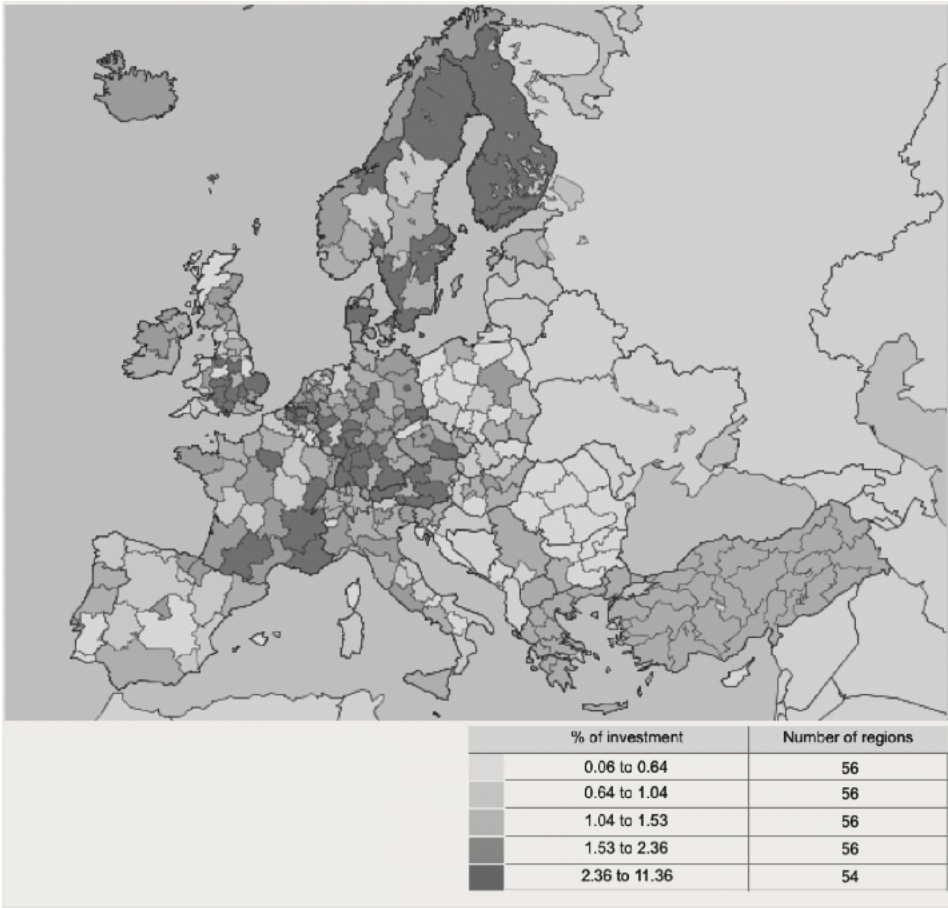 % of investment Number of regions
0.06 to 0.64 56
0.64 to 1.04 56
1.04 to 1.53 56
1.53 to 2.36 56
2.36 to 11.36 54